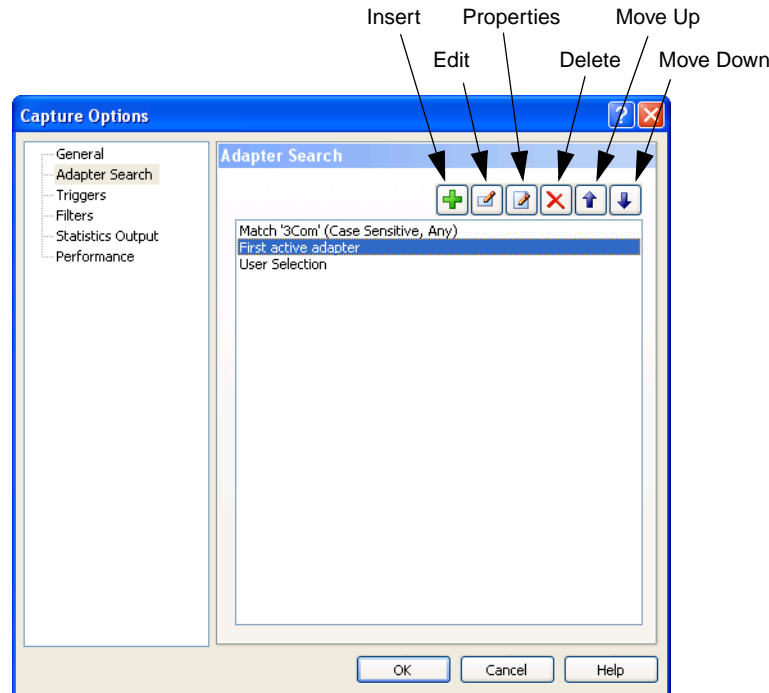 Insert Properties Move Up
Edit Delete Move Down
Capture Options
General
Adapter Search
Triggers
Filters
Statistics Output
Performance
Adapter Search
Match '3Com' (Case Sensitive, Any)
First active adapter
User Selection
OK Cancel Help